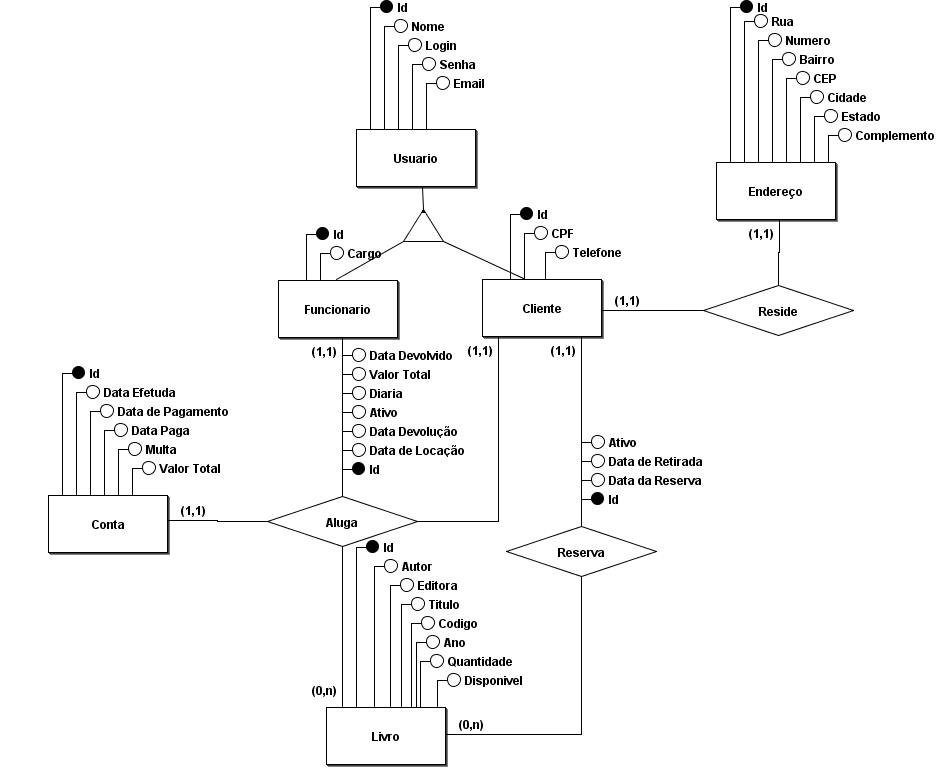 Id
Nome
Login
Senha
Email
Usuario
Id
Rua
Numero
Bairro
CEP
Cidade
Estado
Complemento
Endereço
(1,1)
Id
Cargo
Funcionario
(1,1)
Id
CPF
Telefone
Cliente
(1,1)
(1,1)
(1,1)
Reside
Data Devolvido
Valor Total
Diaria
Ativo
Data Devolução
Data de Locação
Id
Aluga
Id
Data Efetuda
Data de Pagamento
Data Paga
Multa
Valor Total
Conta
(1,1)
Ativo
Data de Retirada
Data da Reserva
Id
Reserva
Id
Autor
Editora
Titulo
Codigo
Ano
Quantidade
Disponivel
(0,n)
Livro
(0,n)